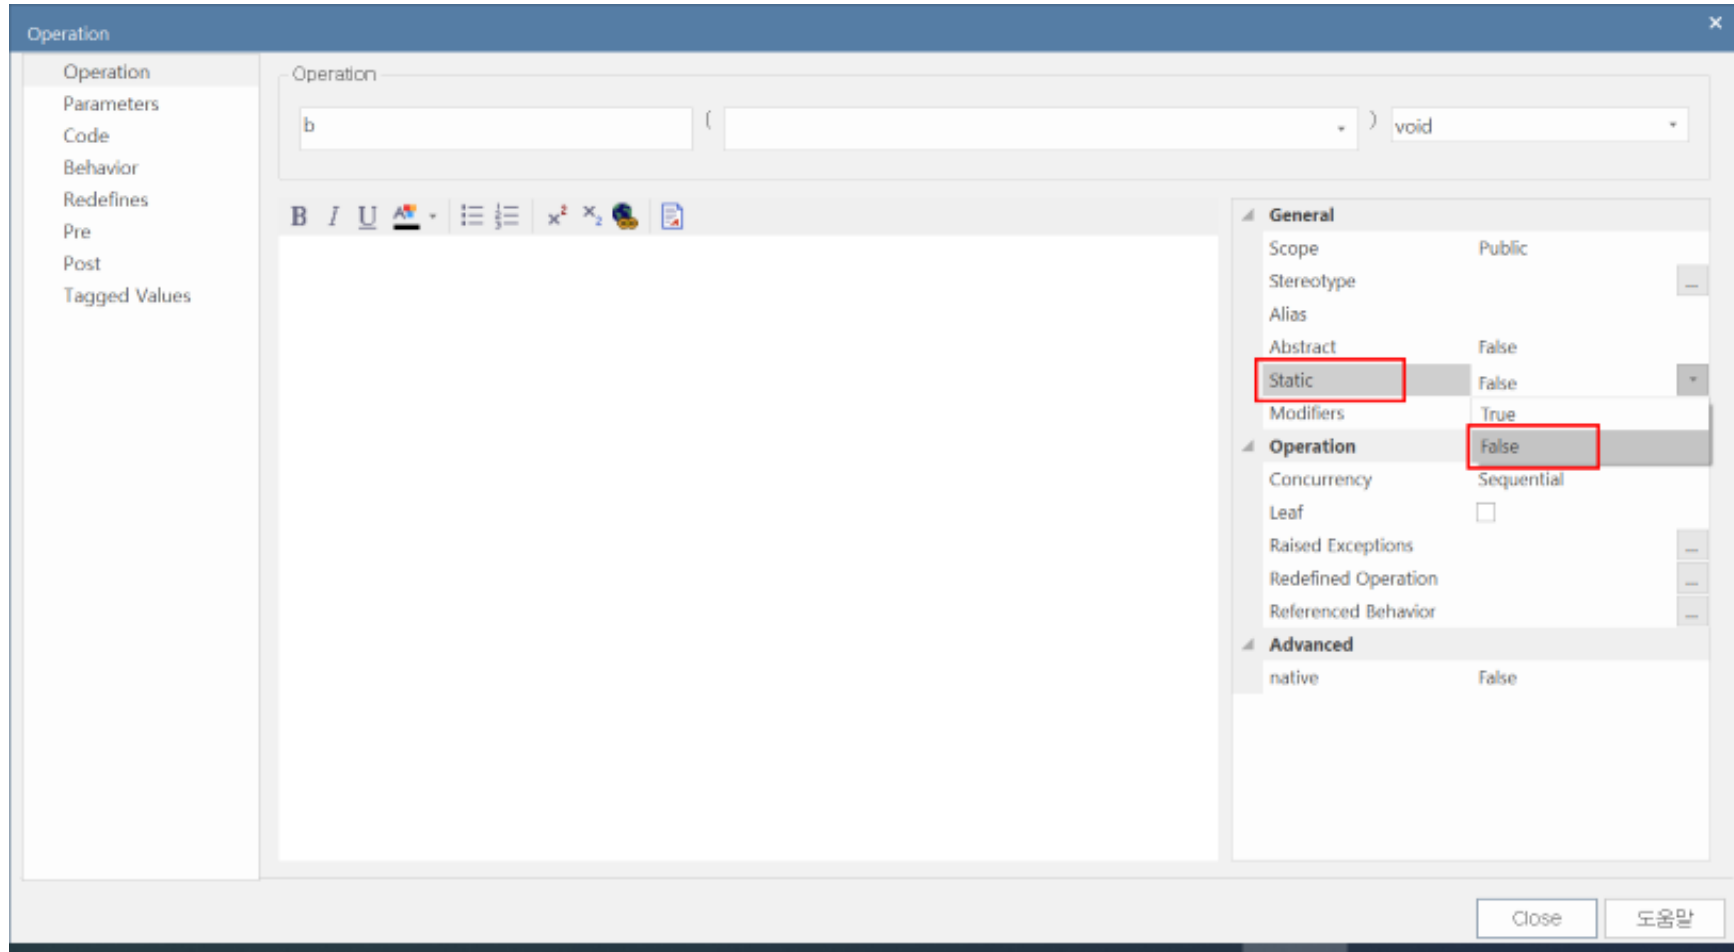 Operation
Operation
Parameters
Code
Behavior
Redefines
Pre
Post
Tagged Values
Operation
b ( ) void
B I U A x² x₂
General
Scope Public
Stereotype ...
Alias
Abstract False
Static False
Modifiers True
False
Operation
Concurrency Sequential
Leaf
Raised Exceptions ...
Redefined Operation ...
Referenced Behavior ...
Advanced
native False
Close 도움말